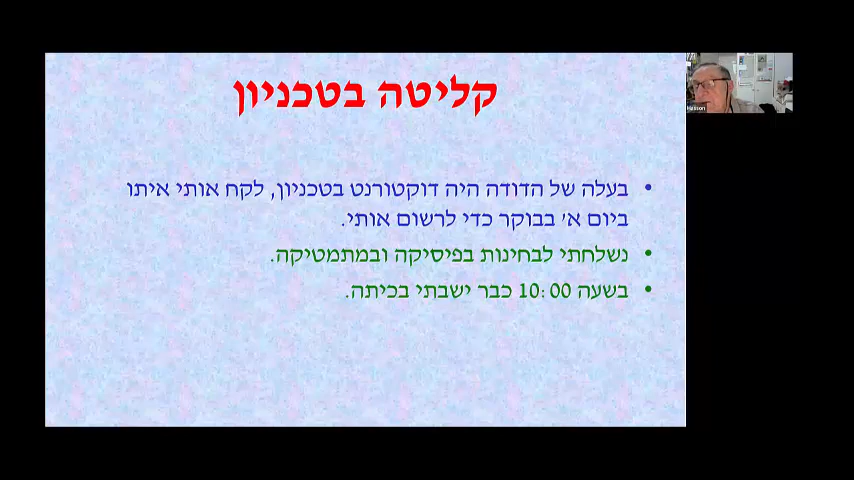 קליטה בטכניון
• בעלה של הדודה היה דוקטורנט בטכניון, לקח אותי איתו
ביום א' בבוקר כדי לרשום אותי.
• נשלחתי לבחינות בפיסיקה ובמתמטיקה.
• בשעה 10:00 כבר ישבתי בכיתה.
Hasson